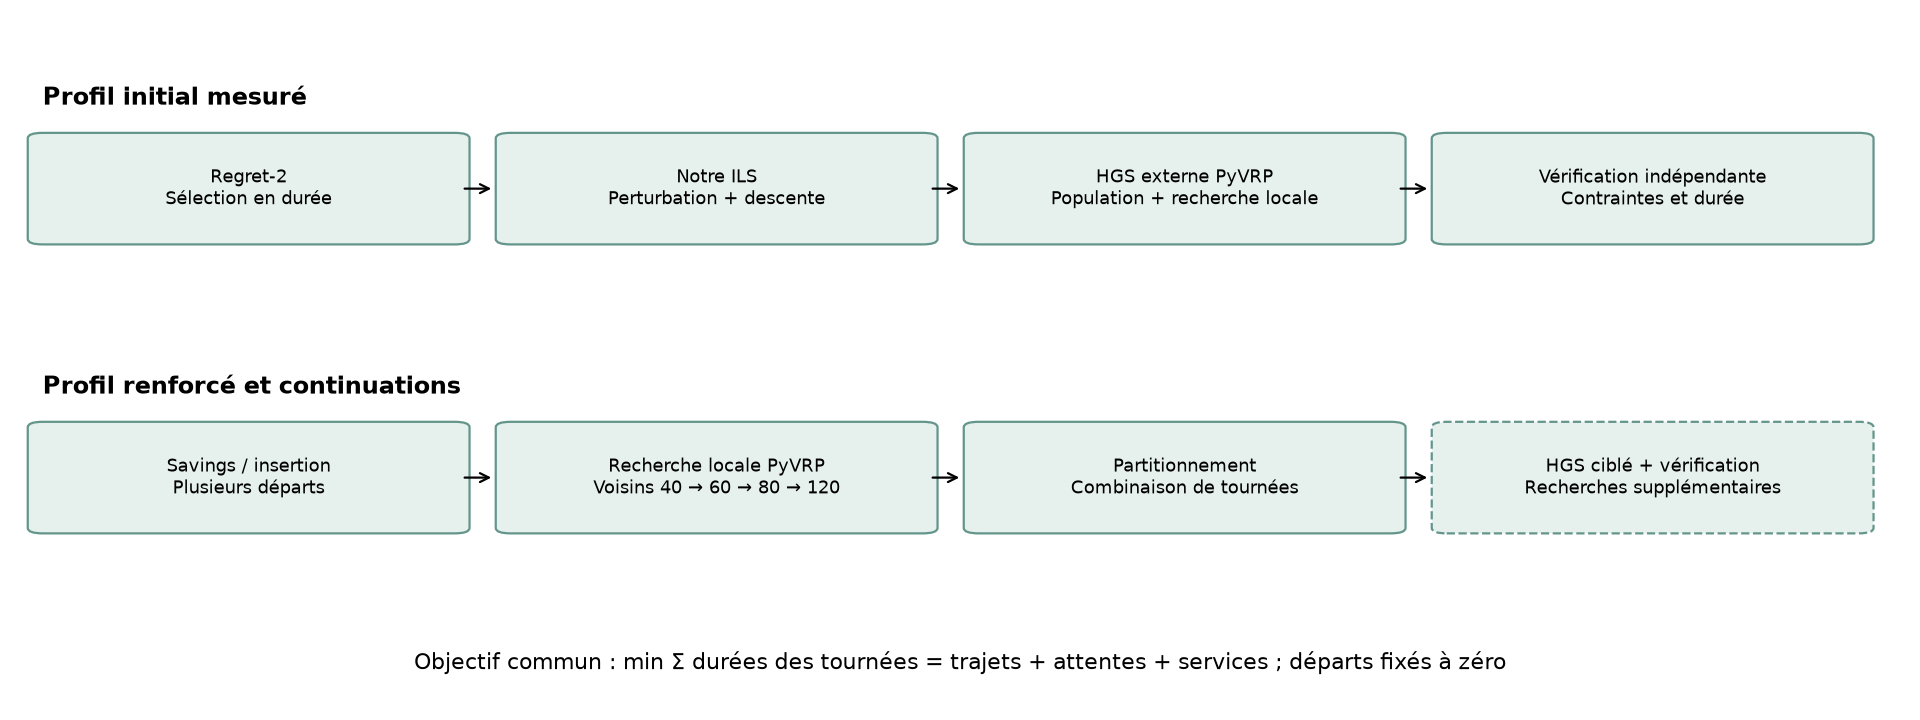 Profil initial mesuré
Regret-2
Sélection en durée
Notre ILS
Perturbation + descente
HGS externe PyVRP
Population + recherche locale
Vérification indépendante
Contraintes et durée
Profil renforcé et continuations
Savings / insertion
Plusieurs départs
Recherche locale PyVRP
Voisins 40 → 60 → 80 → 120
Partitionnement
Combinaison de tournées
HGS ciblé + vérification
Recherches supplémentaires
Objectif commun : min Σ durées des tournées = trajets + attentes + services ; départs fixés à zéro